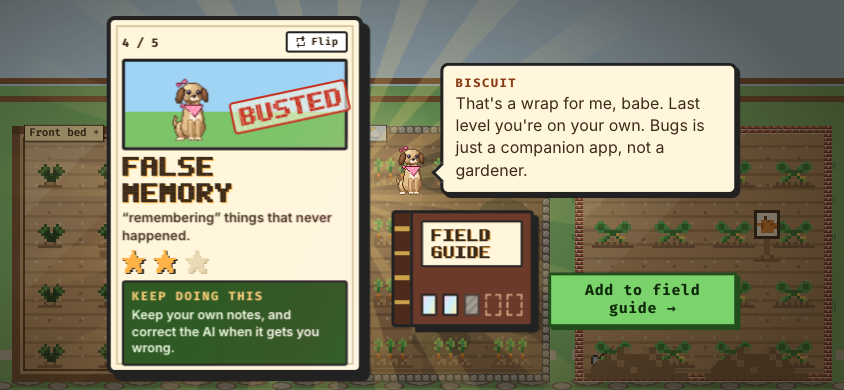 4 / 5
Flip
BUSTED
FALSE
MEMORY
“remembering” things that never
happened.
KEEP DOING THIS
Keep your own notes, and
correct the AI when it gets you
wrong.
Front bed
BISCUIT
That's a wrap for me, babe. Last
level you're on your own. Bugs is
just a companion app, not a
gardener.
FIELD
GUIDE
Add to field
guide →